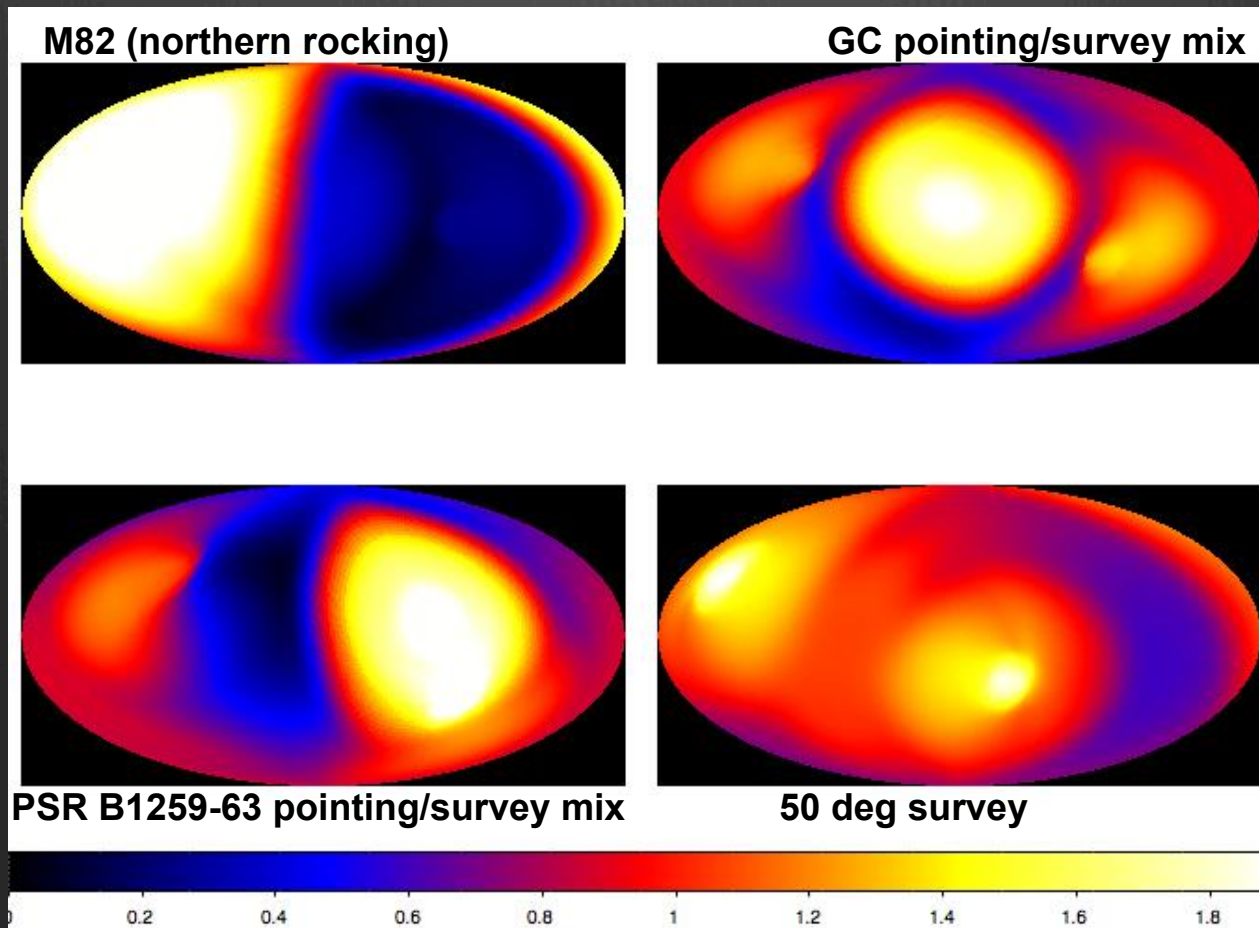 M82 (northern rocking)
GC pointing/survey mix
PSR B1259-63 pointing/survey mix
50 deg survey
0.2 0.4 0.6 0.8 1 1.2 1.4 1.6 1.8